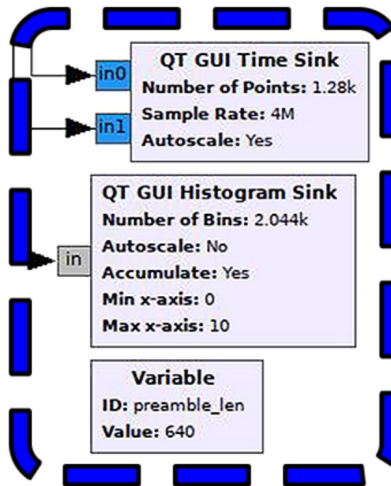 QT GUI Time Sink
in0
Number of Points: 1.28k
Sample Rate: 4M
in1
Autoscale: Yes
QT GUI Histogram Sink
Number of Bins: 2.044k
Autoscale: No
in
Accumulate: Yes
Min x-axis: 0
Max x-axis: 10
Variable
ID: preamble_len
Value: 640